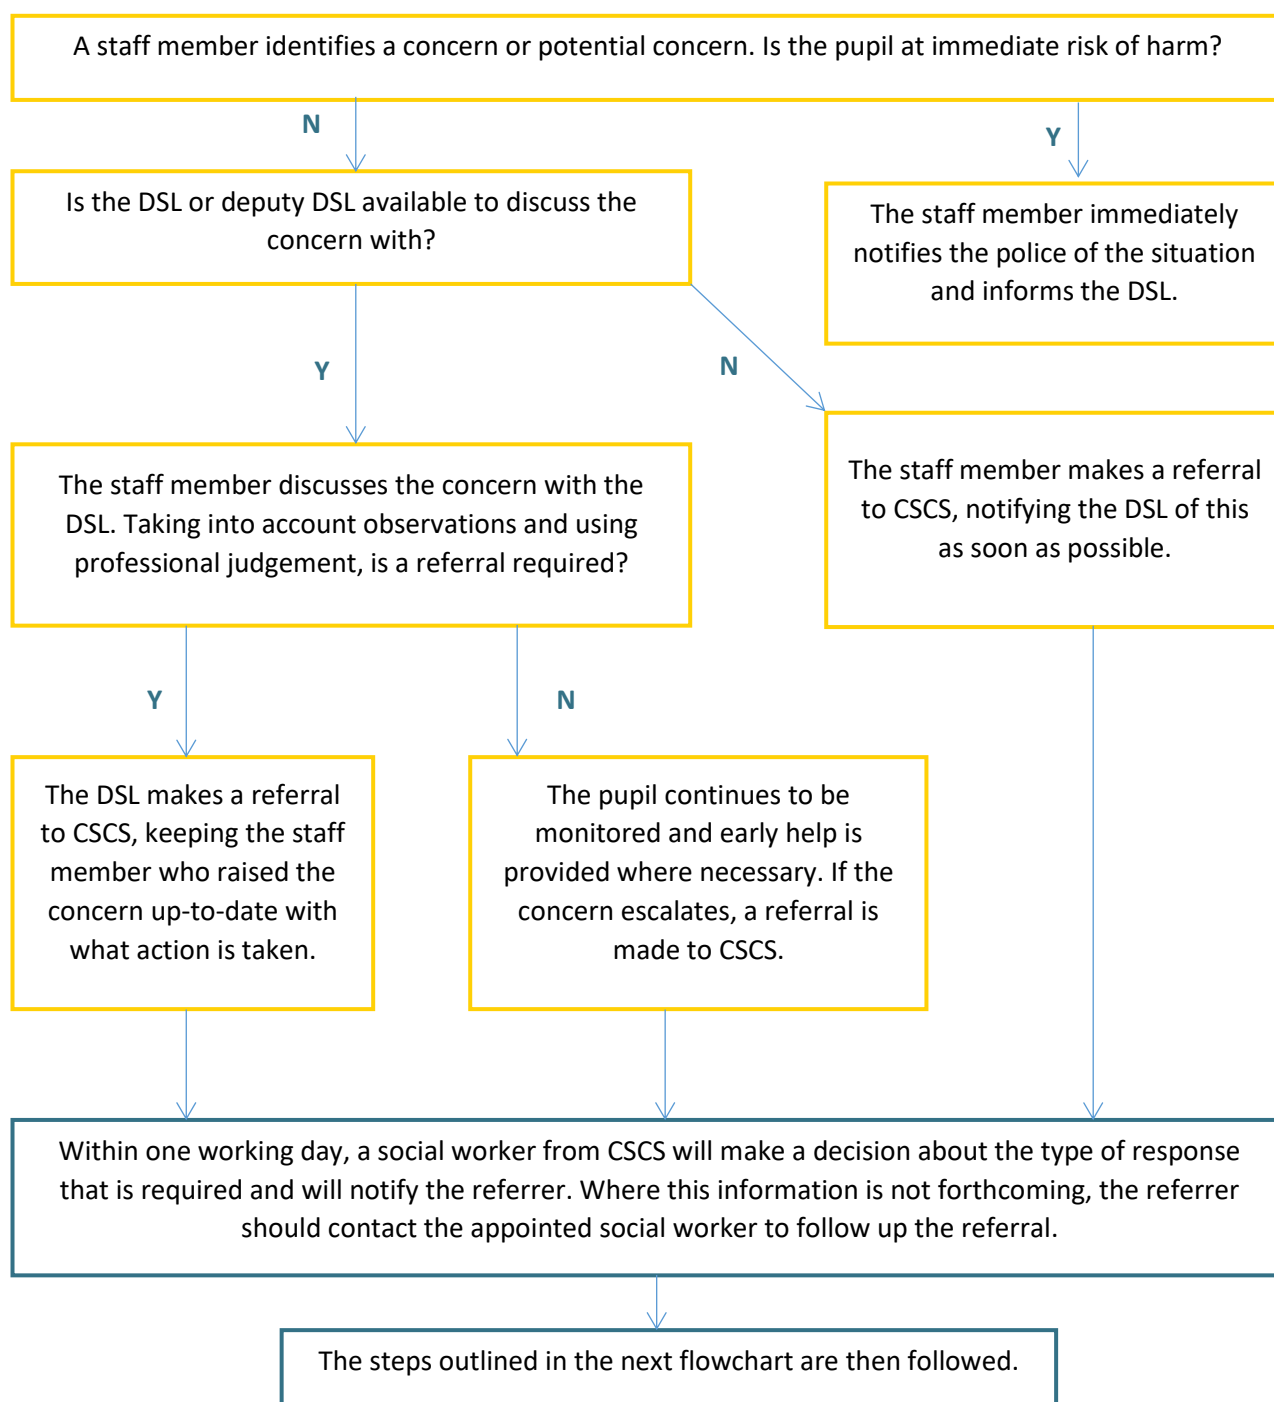 A staff member identifies a concern or potential concern. Is the pupil at immediate risk of harm?
N
Y
Is the DSL or deputy DSL available to discuss the
concern with?
The staff member immediately
notifies the police of the situation
and informs the DSL.
Y
N
The staff member discusses the concern with the
DSL. Taking into account observations and using
professional judgement, is a referral required?
The staff member makes a referral
to CSCS, notifying the DSL of this
as soon as possible.
Y
N
The DSL makes a referral
to CSCS, keeping the staff
member who raised the
concern up-to-date with
what action is taken.
The pupil continues to be
monitored and early help is
provided where necessary. If the
concern escalates, a referral is
made to CSCS.
Within one working day, a social worker from CSCS will make a decision about the type of response
that is required and will notify the referrer. Where this information is not forthcoming, the referrer
should contact the appointed social worker to follow up the referral.
The steps outlined in the next flowchart are then followed.